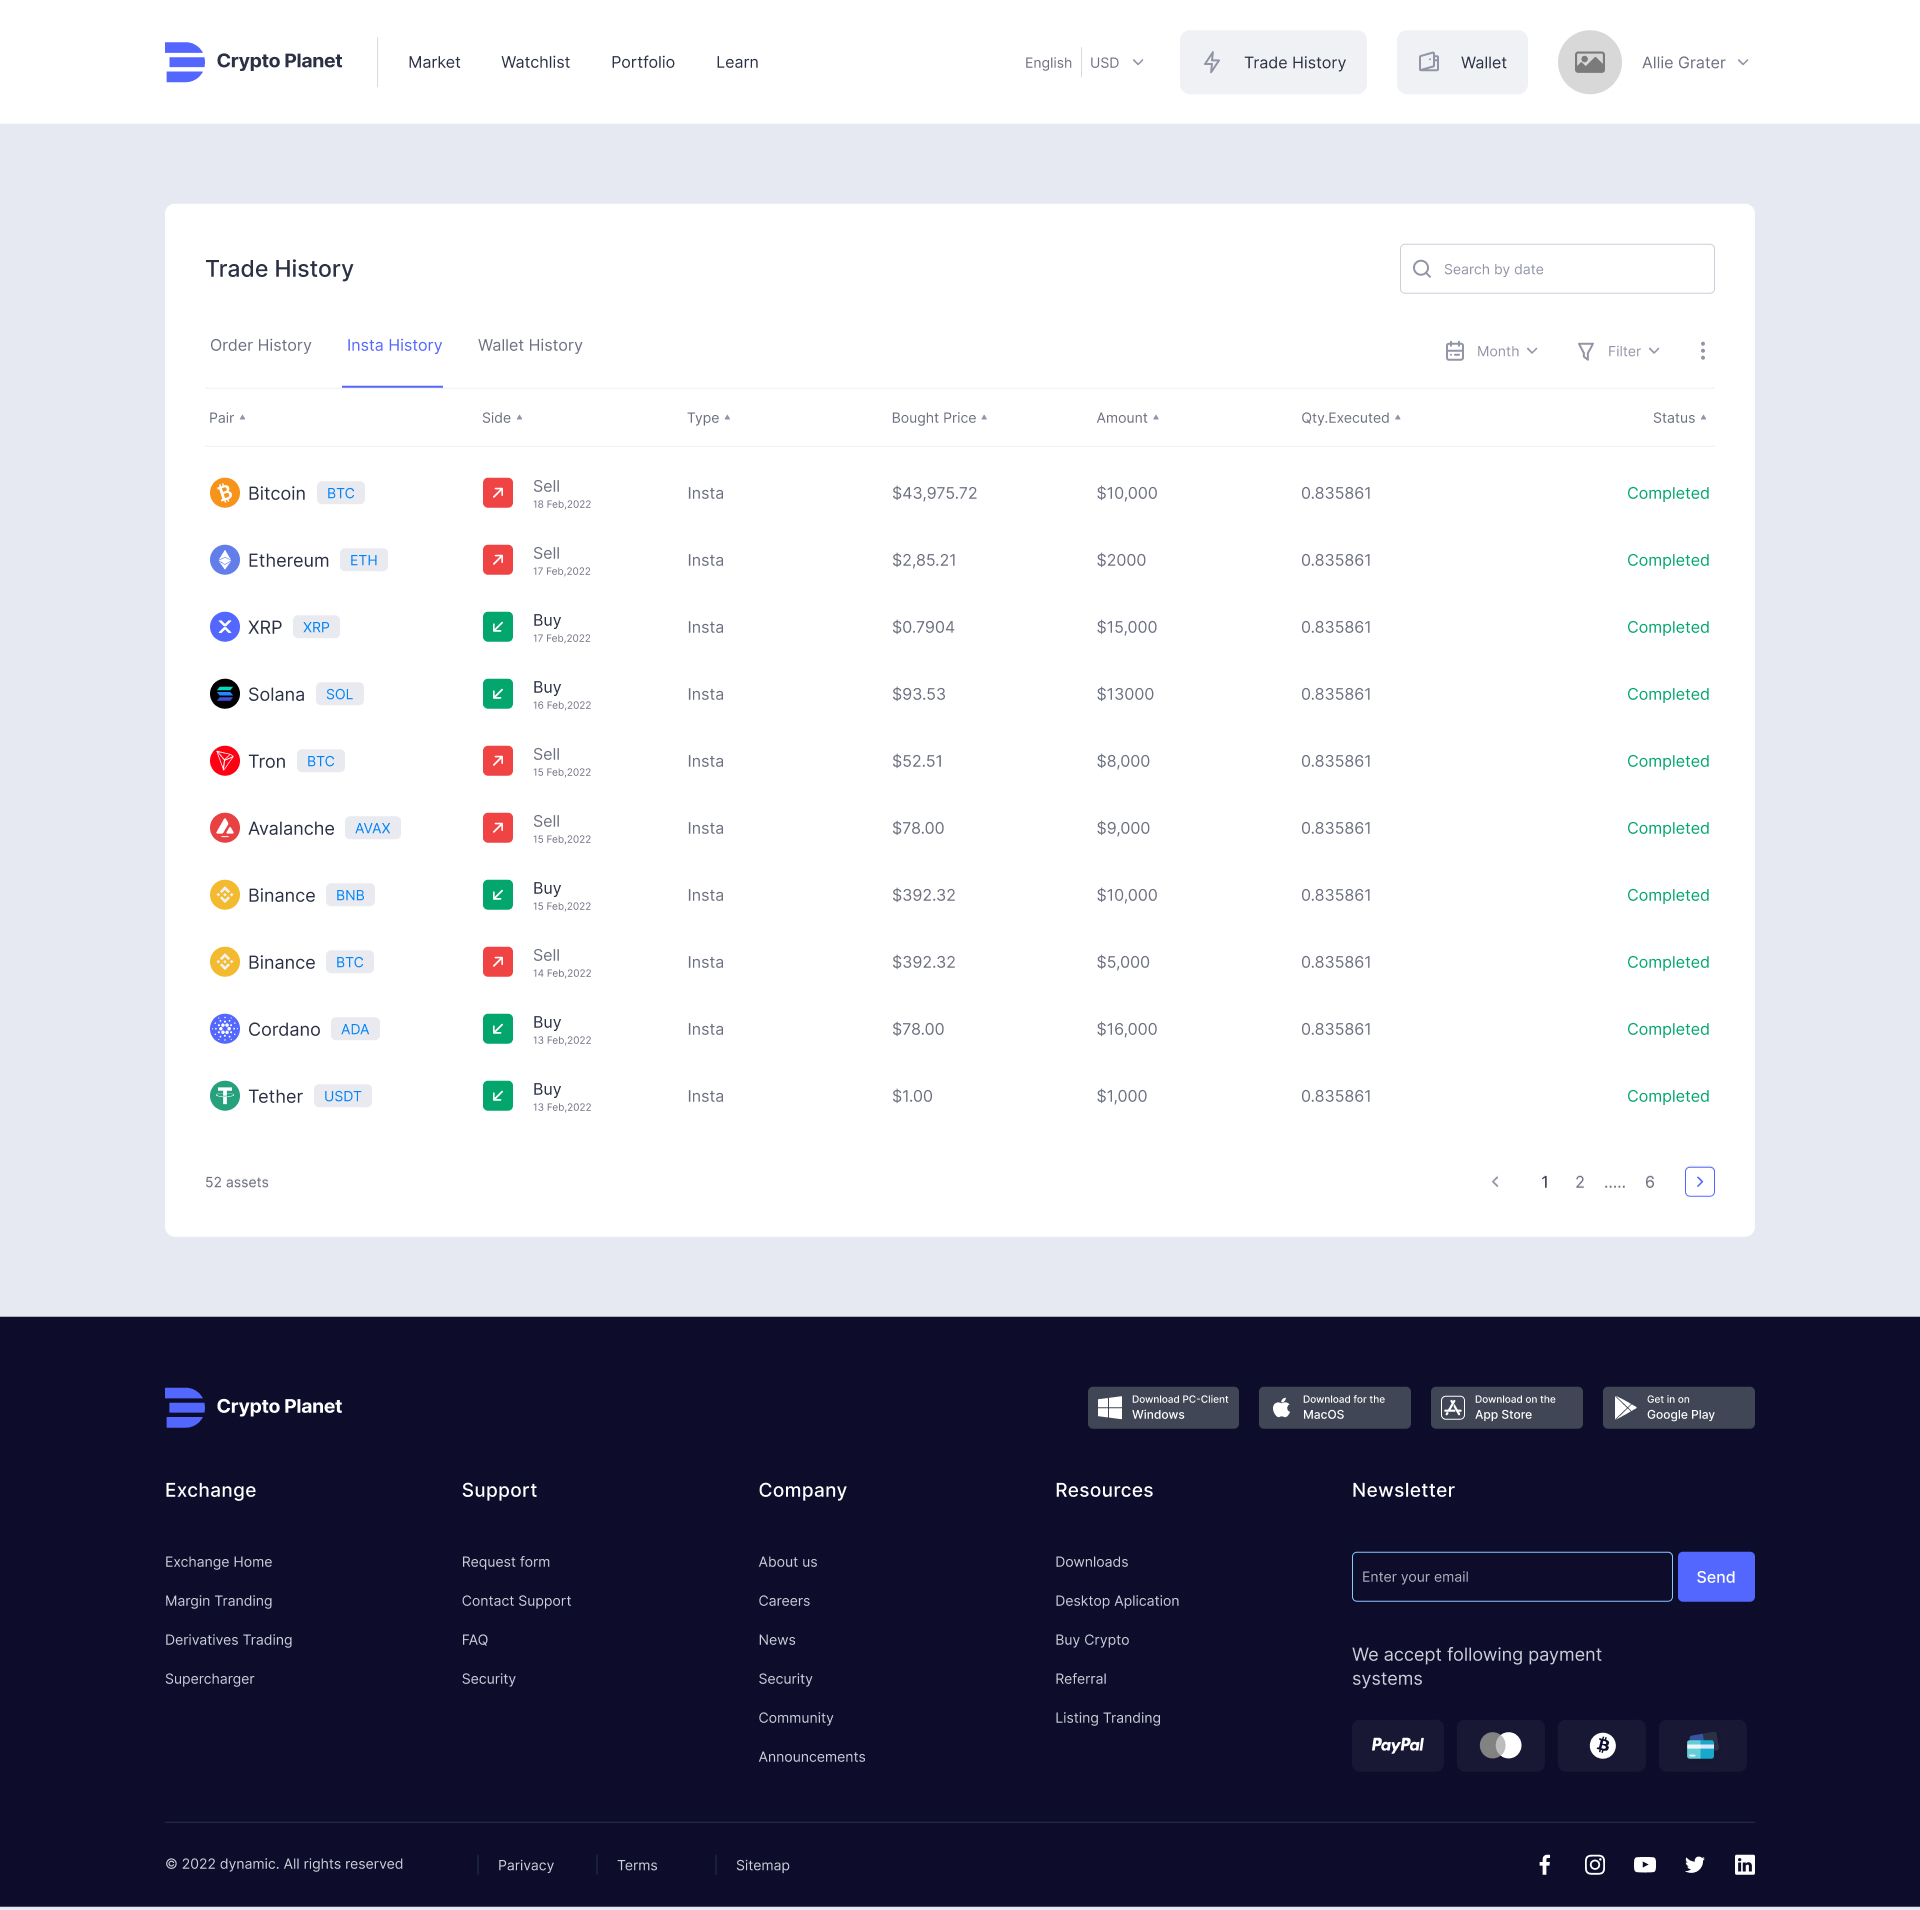 Crypto Planet
Market
Watchlist
Portfolio
Learn
English
USD
Trade History
Wallet
Allie Grater
Trade History
Search by date
Order History
Insta History
Wallet History
Month
Filter
Pair
Side
Type
Bought Price
Amount
Qty.Executed
Status
Bitcoin BTC
Sell
18 Feb,2022
Insta
$43,975.72
$10,000
0.835861
Completed
Ethereum ETH
Sell
17 Feb,2022
Insta
$2,85.21
$2000
0.835861
Completed
XRP XRP
Buy
17 Feb,2022
Insta
$0.7904
$15,000
0.835861
Completed
Solana SOL
Buy
16 Feb,2022
Insta
$93.53
$13000
0.835861
Completed
Tron BTC
Sell
15 Feb,2022
Insta
$52.51
$8,000
0.835861
Completed
Avalanche AVAX
Sell
15 Feb,2022
Insta
$78.00
$9,000
0.835861
Completed
Binance BNB
Buy
15 Feb,2022
Insta
$392.32
$10,000
0.835861
Completed
Binance BTC
Sell
14 Feb,2022
Insta
$392.32
$5,000
0.835861
Completed
Cordano ADA
Buy
13 Feb,2022
Insta
$78.00
$16,000
0.835861
Completed
Tether USDT
Buy
13 Feb,2022
Insta
$1.00
$1,000
0.835861
Completed
52 assets
1 2 ..... 6
Crypto Planet
Download PC-Client
Windows
Download for the
MacOS
Download on the
App Store
Get in on
Google Play
Exchange
Exchange Home
Margin Tranding
Derivatives Trading
Supercharger
Support
Request form
Contact Support
FAQ
Security
Company
About us
Careers
News
Security
Community
Announcements
Resources
Downloads
Desktop Aplication
Buy Crypto
Referral
Listing Tranding
Newsletter
Enter your email
Send
We accept following payment
systems
PayPal
© 2022 dynamic. All rights reserved
Parivacy
Terms
Sitemap